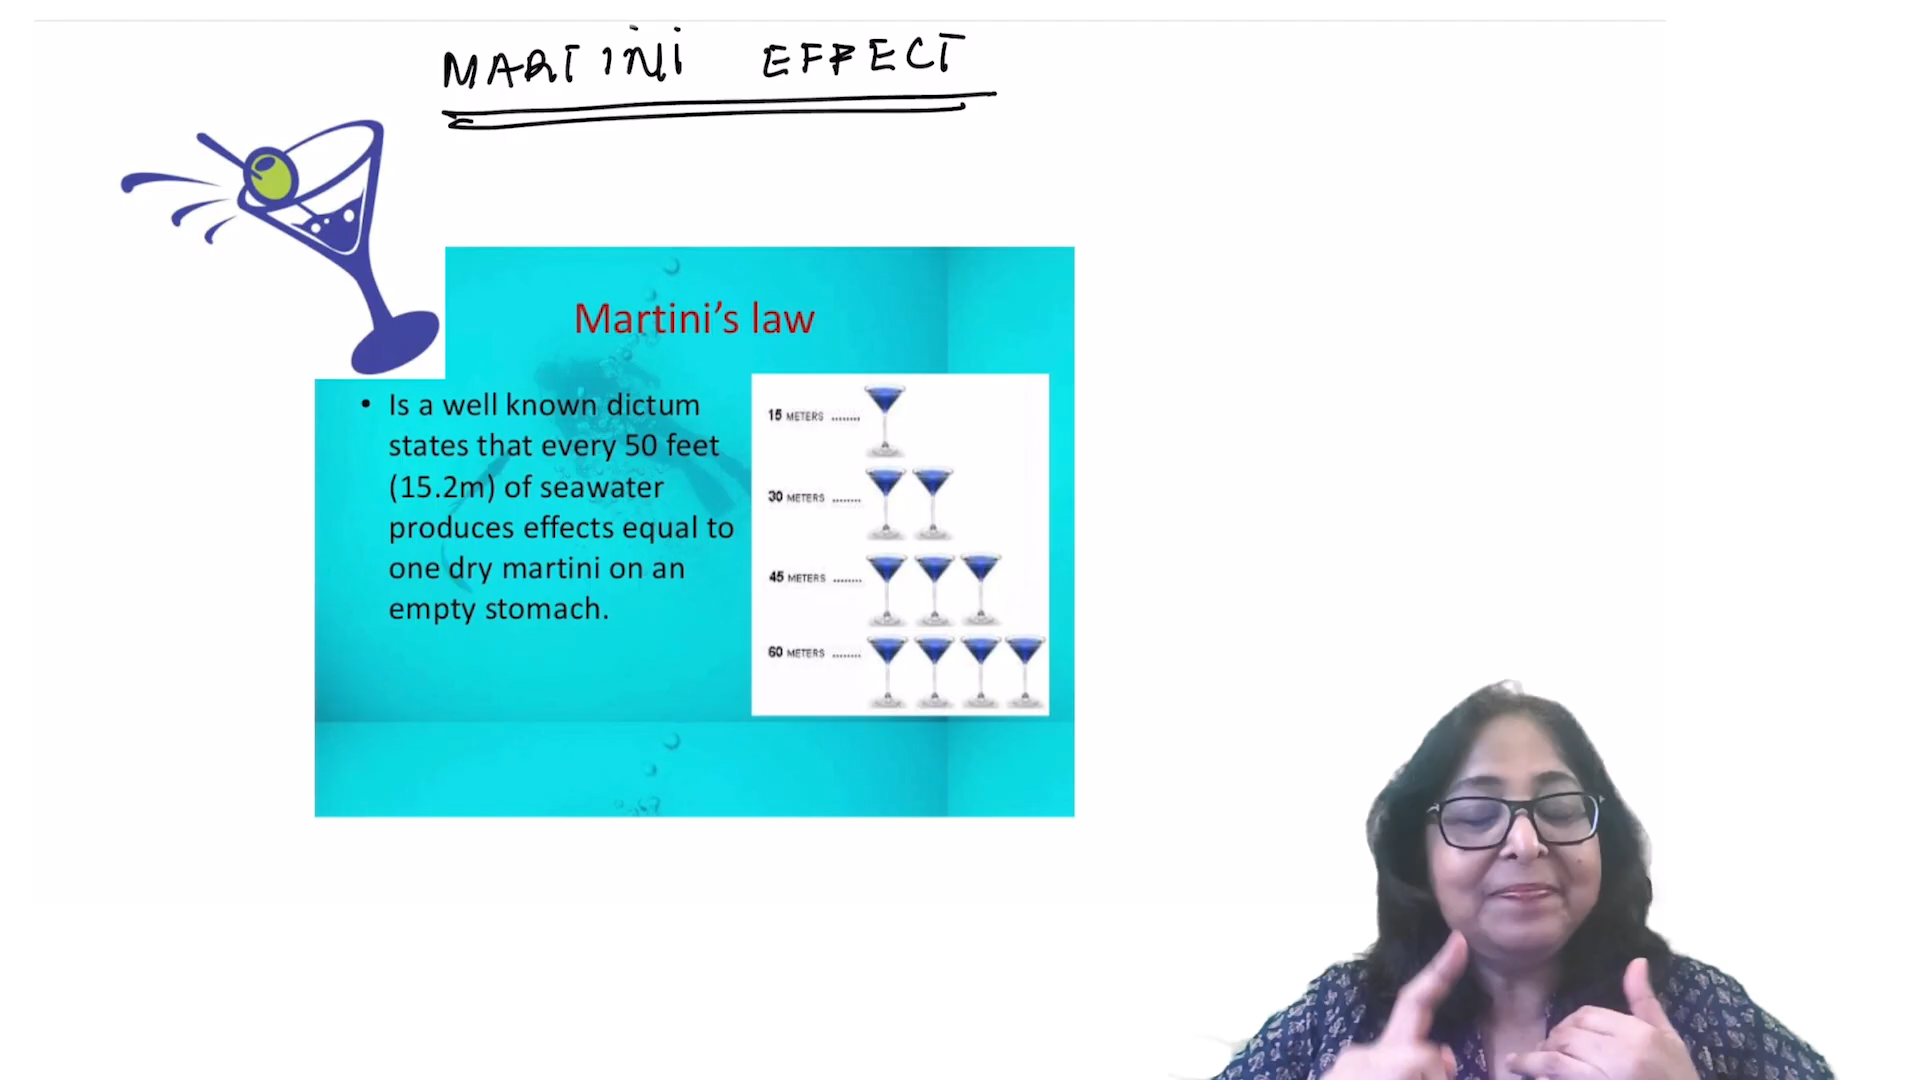 MARTINI EFFECT
Martini's law
• Is a well known dictum
states that every 50 feet
(15.2m) of seawater
produces effects equal to
one dry martini on an
empty stomach.
15 METERS ........
30 METERS ........
45 METERS ........
60 METERS ........